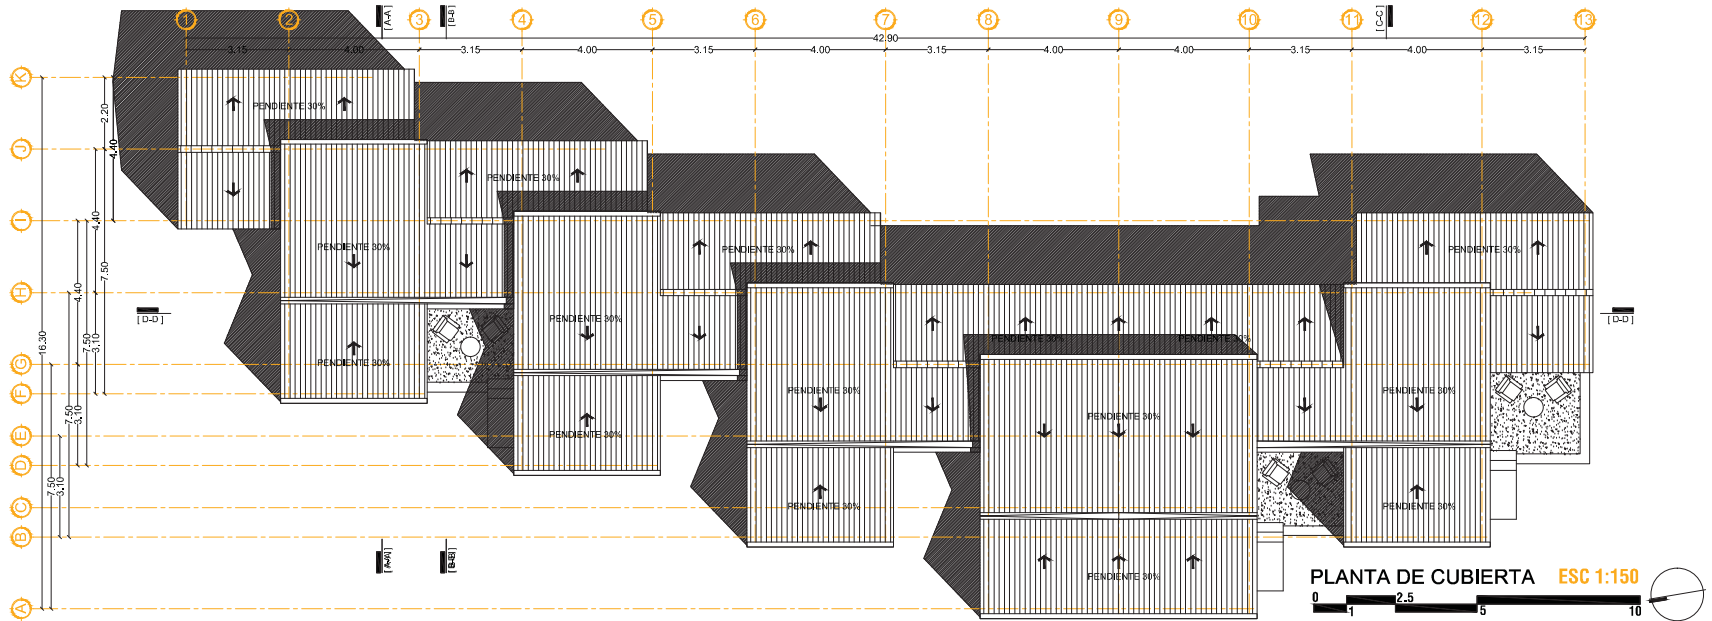 1 2 3 4 5 6 7 8 9 10 11 12 13
[ A-A ] [ B-B ] [ C-C ]
42.90
3.15 4.00 3.15 4.00 3.15 4.00 3.15 4.00 4.00 3.15 4.00 3.15
K
J
I
H
G
F
E
D
C
B
A
2.20
4.40
4.40
7.50
4.40
16.30
7.50
3.10
7.50
3.10
7.50
3.10
[ D-D ]
[ D-D ]
PENDIENTE 30%
PENDIENTE 30%
PENDIENTE 30%
PENDIENTE 30% PENDIENTE 30%
PENDIENTE 30%
PENDIENTE 30% PENDIENTE 30%
PENDIENTE 30%
PENDIENTE 30% PENDIENTE 30%
PENDIENTE 30%
PENDIENTE 30%
PENDIENTE 30%
PENDIENTE 30% PENDIENTE 30%
PENDIENTE 30%
[ A-A ] [ B-B ]
PLANTA DE CUBIERTA ESC 1:150
0 2.5
1 5 10